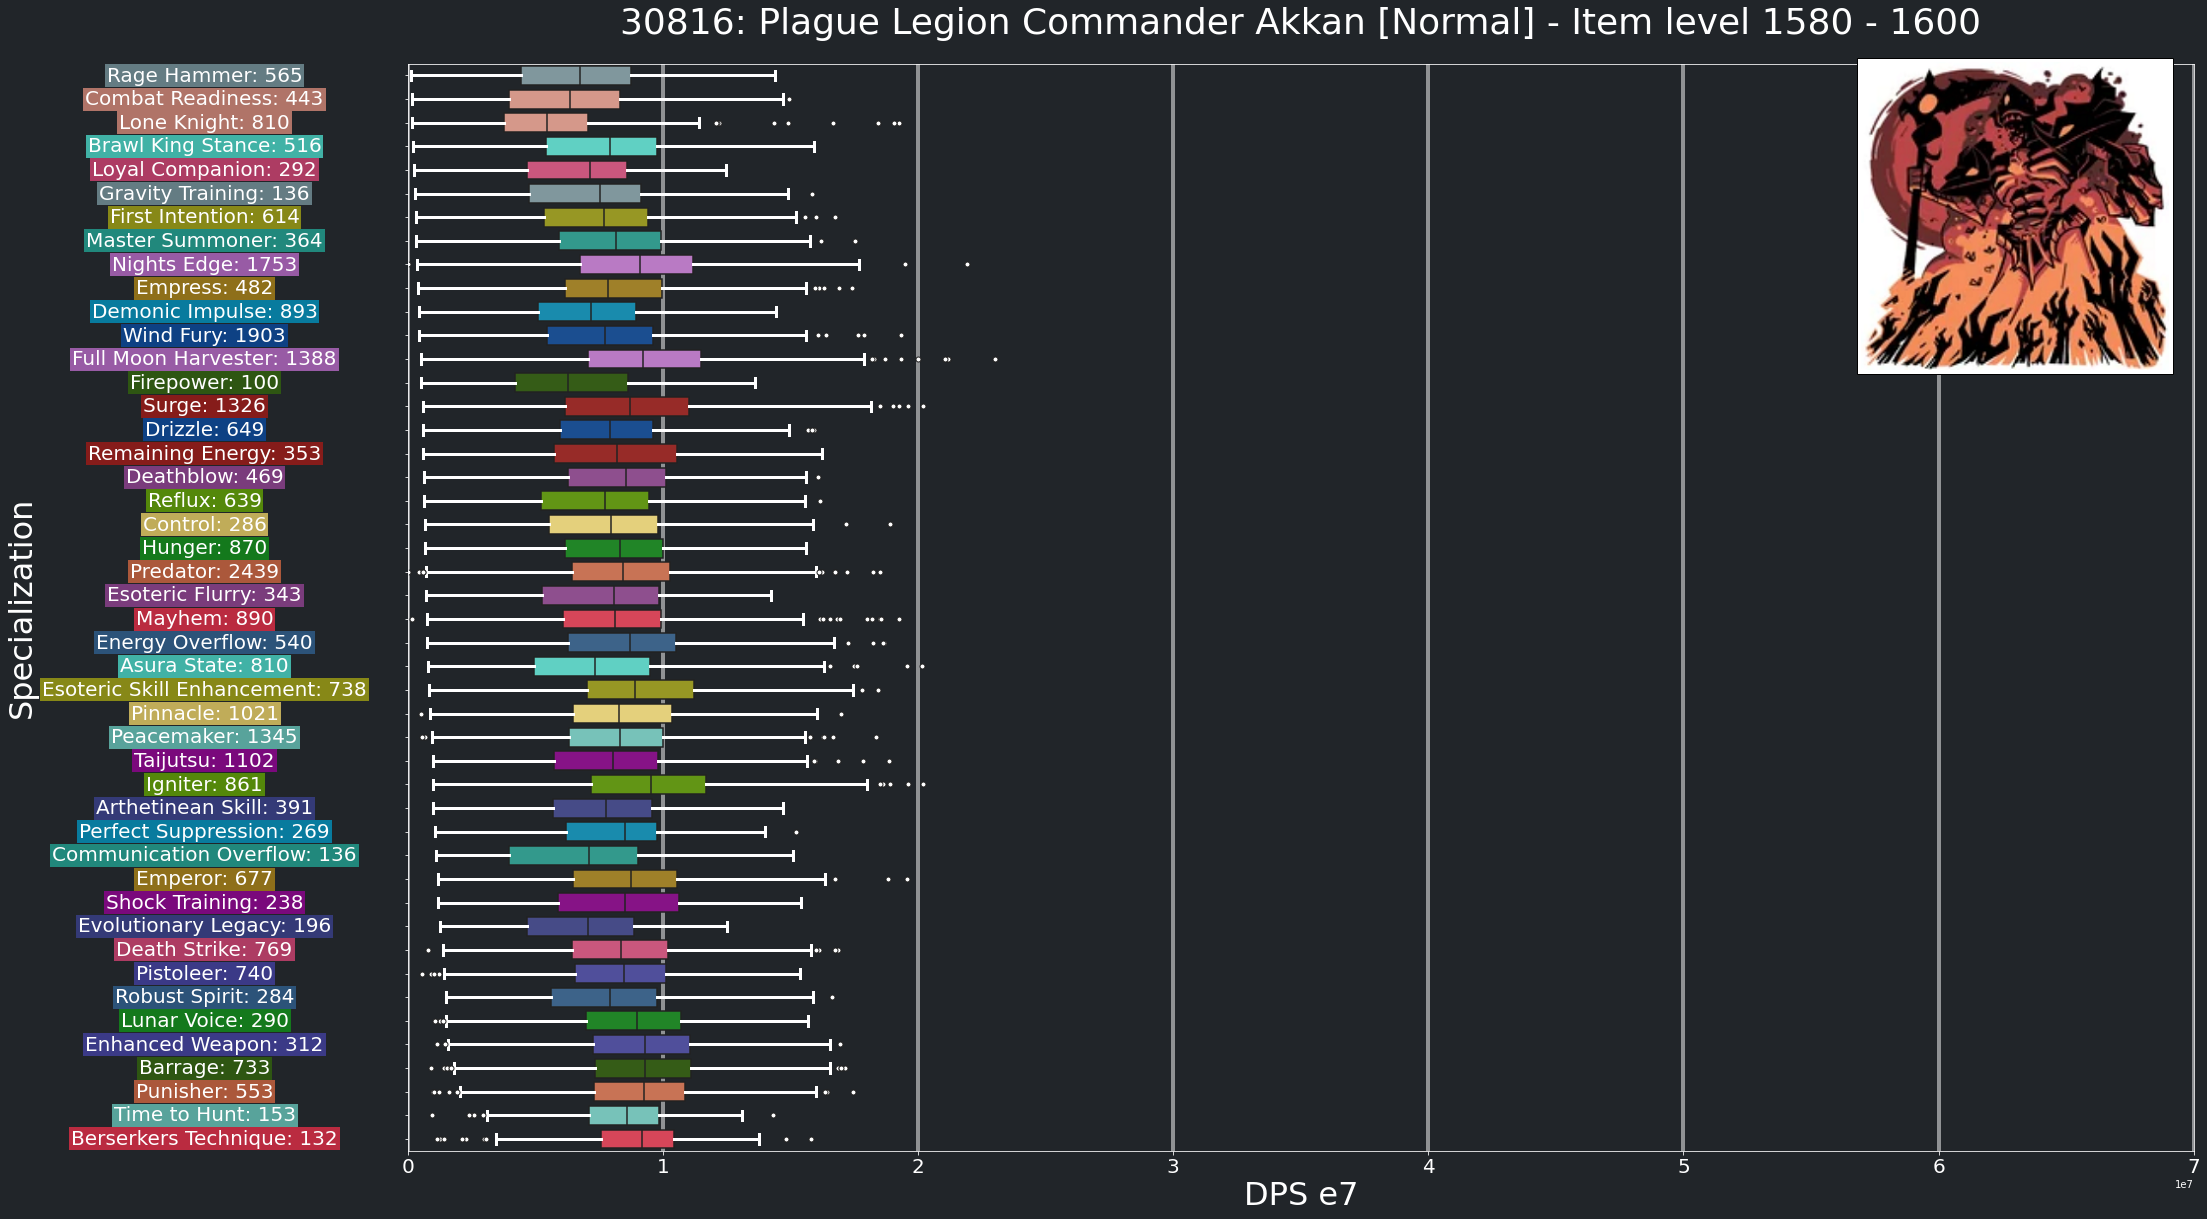 30816: Plague Legion Commander Akkan [Normal] - Item level 1580 - 1600
Rage Hammer: 565
Combat Readiness: 443
Lone Knight: 810
Brawl King Stance: 516
Loyal Companion: 292
Gravity Training: 136
First Intention: 614
Master Summoner: 364
Nights Edge: 1753
Empress: 482
Demonic Impulse: 893
Wind Fury: 1903
Full Moon Harvester: 1388
Firepower: 100
Surge: 1326
Drizzle: 649
Remaining Energy: 353
Deathblow: 469
Reflux: 639
Control: 286
Hunger: 870
Predator: 2439
Esoteric Flurry: 343
Mayhem: 890
Energy Overflow: 540
Asura State: 810
Esoteric Skill Enhancement: 738
Pinnacle: 1021
Peacemaker: 1345
Taijutsu: 1102
Igniter: 861
Arthetinean Skill: 391
Perfect Suppression: 269
Communication Overflow: 136
Emperor: 677
Shock Training: 238
Evolutionary Legacy: 196
Death Strike: 769
Pistoleer: 740
Robust Spirit: 284
Lunar Voice: 290
Enhanced Weapon: 312
Barrage: 733
Punisher: 553
Time to Hunt: 153
Berserkers Technique: 132
Specialization
0 1 2 3 4 5 6 7
1e7
DPS e7